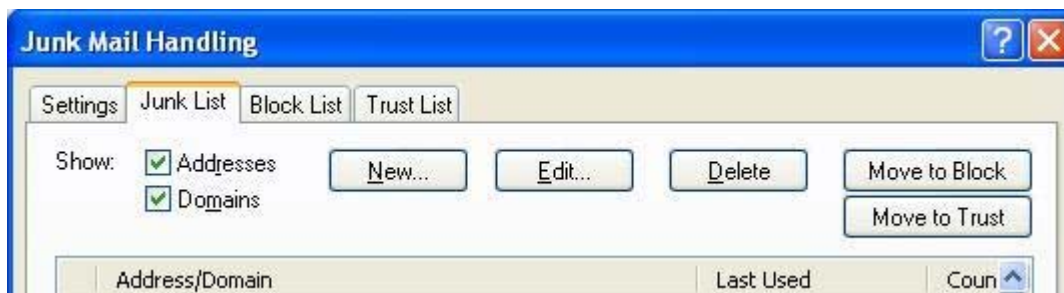 Junk Mail Handling
Settings Junk List Block List Trust List
Show: Addresses New... Edit... Delete Move to Block
Domains Move to Trust
Address/Domain Last Used Coun